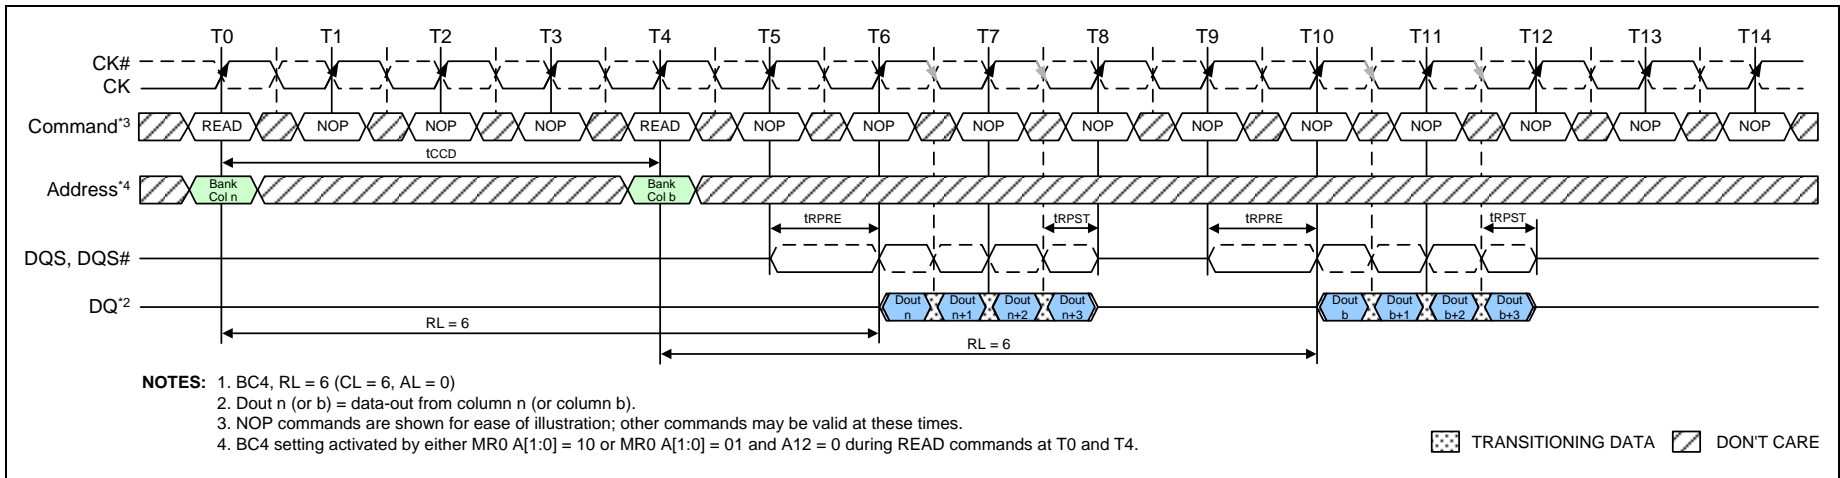 T0 T1 T2 T3 T4 T5 T6 T7 T8 T9 T10 T11 T12 T13 T14
CK#
CK
Command*3 READ NOP NOP NOP READ NOP NOP NOP NOP NOP NOP NOP NOP NOP NOP
tCCD
Address*4 Bank Col n Bank Col b
tRPRE tRPST tRPRE tRPST
DQS, DQS#
DQ*2 Dout n Dout n+1 Dout n+2 Dout n+3 Dout b Dout b+1 Dout b+2 Dout b+3
RL = 6
RL = 6
NOTES: 1. BC4, RL = 6 (CL = 6, AL = 0)
2. Dout n (or b) = data-out from column n (or column b).
3. NOP commands are shown for ease of illustration; other commands may be valid at these times.
4. BC4 setting activated by either MR0 A[1:0] = 10 or MR0 A[1:0] = 01 and A12 = 0 during READ commands at T0 and T4.
TRANSITIONING DATA DON'T CARE